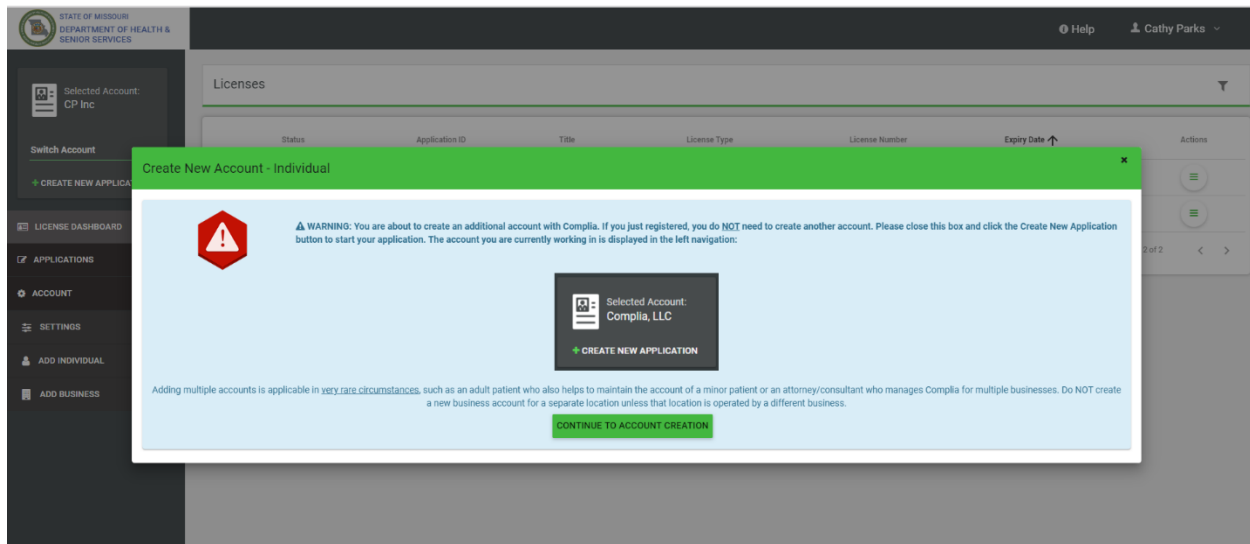 STATE OF MISSOURI
DEPARTMENT OF HEALTH &
SENIOR SERVICES
Help
Cathy Parks
Selected Account:
CP Inc
Switch Account
+ CREATE NEW APPLICA
LICENSE DASHBOARD
APPLICATIONS
ACCOUNT
SETTINGS
ADD INDIVIDUAL
ADD BUSINESS
Licenses
Status Application ID Title License Type License Number Expiry Date Actions
2 of 2
Create New Account - Individual
WARNING: You are about to create an additional account with Complia. If you just registered, you do NOT need to create another account. Please close this box and click the Create New Application
button to start your application. The account you are currently working in is displayed in the left navigation:
Selected Account:
Complia, LLC
+ CREATE NEW APPLICATION
Adding multiple accounts is applicable in very rare circumstances, such as an adult patient who also helps to maintain the account of a minor patient or an attorney/consultant who manages Complia for multiple businesses. Do NOT create
a new business account for a separate location unless that location is operated by a different business.
CONTINUE TO ACCOUNT CREATION